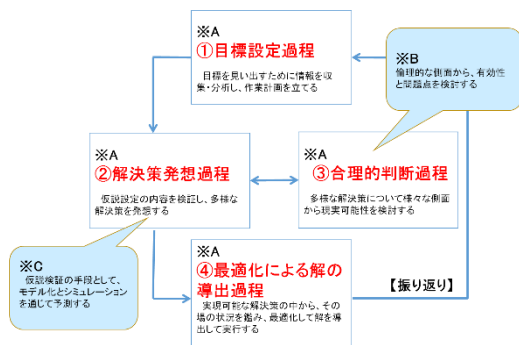 ※A
①目標設定過程
目標を見い出すために情報を収
集・分析し、作業計画を立てる
※B
倫理的な側面から、有効性
と問題点を検討する
※A
②解決策発想過程
仮説設定の内容を検証し、多様な
解決策を発想する
※A
③合理的判断過程
多様な解決策について様々な側面
から現実可能性を検討する
※C
仮説検証の手段として、
モデル化とシミュレーション
を通じて予測する
※A
④最適化による解の
導出過程
実現可能な解決策の中から、その
場の状況を鑑み、最適化して解を導
出して実行する
【振り返り】